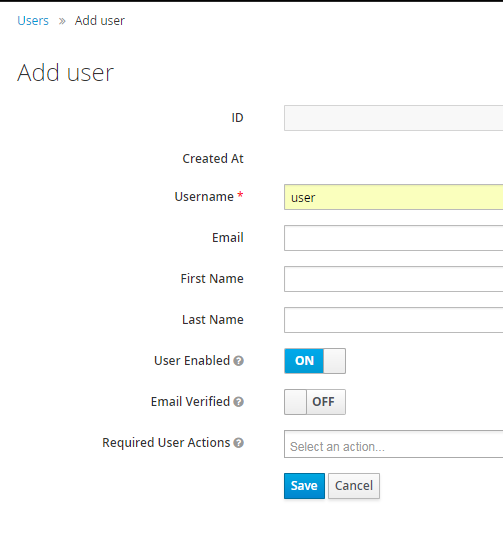 Users » Add user
Add user
ID
Created At
Username * user
Email
First Name
Last Name
User Enabled ? ON
Email Verified ? OFF
Required User Actions ? Select an action...
Save Cancel